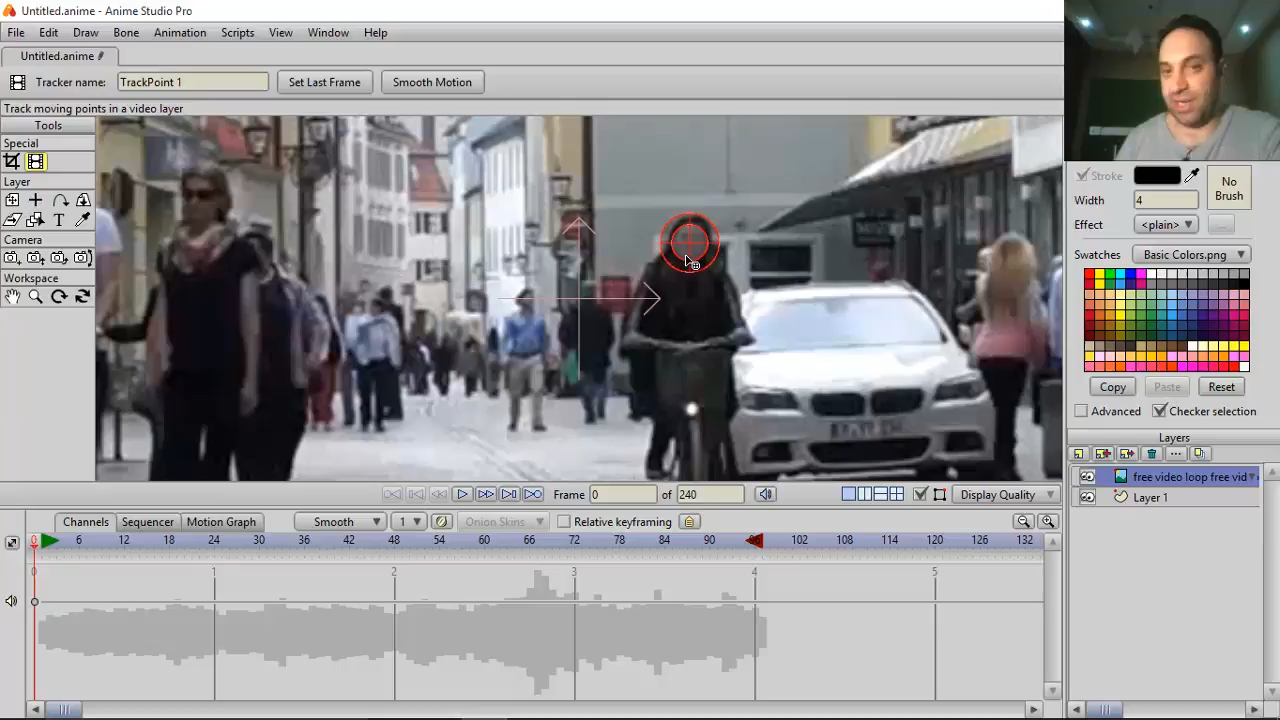 Untitled.anime - Anime Studio Pro
File Edit Draw Bone Animation Scripts View Window Help
Untitled.anime
Tracker name: TrackPoint 1 Set Last Frame Smooth Motion
Track moving points in a video layer
Tools
Special
Layer
Camera
Workspace
Stroke
Width 4
No Brush
Effect <plain> ...
Swatches Basic Colors.png
Copy Paste Reset
Advanced Checker selection
Layers
free video loop free vid
Layer 1
Frame 0 of 240 Display Quality
Channels Sequencer Motion Graph Smooth 1 Onion Skins Relative keyframing
0 6 12 18 24 30 36 42 48 54 60 66 72 78 84 90 96 102 108 114 120 126 132
0 1 2 3 4 5